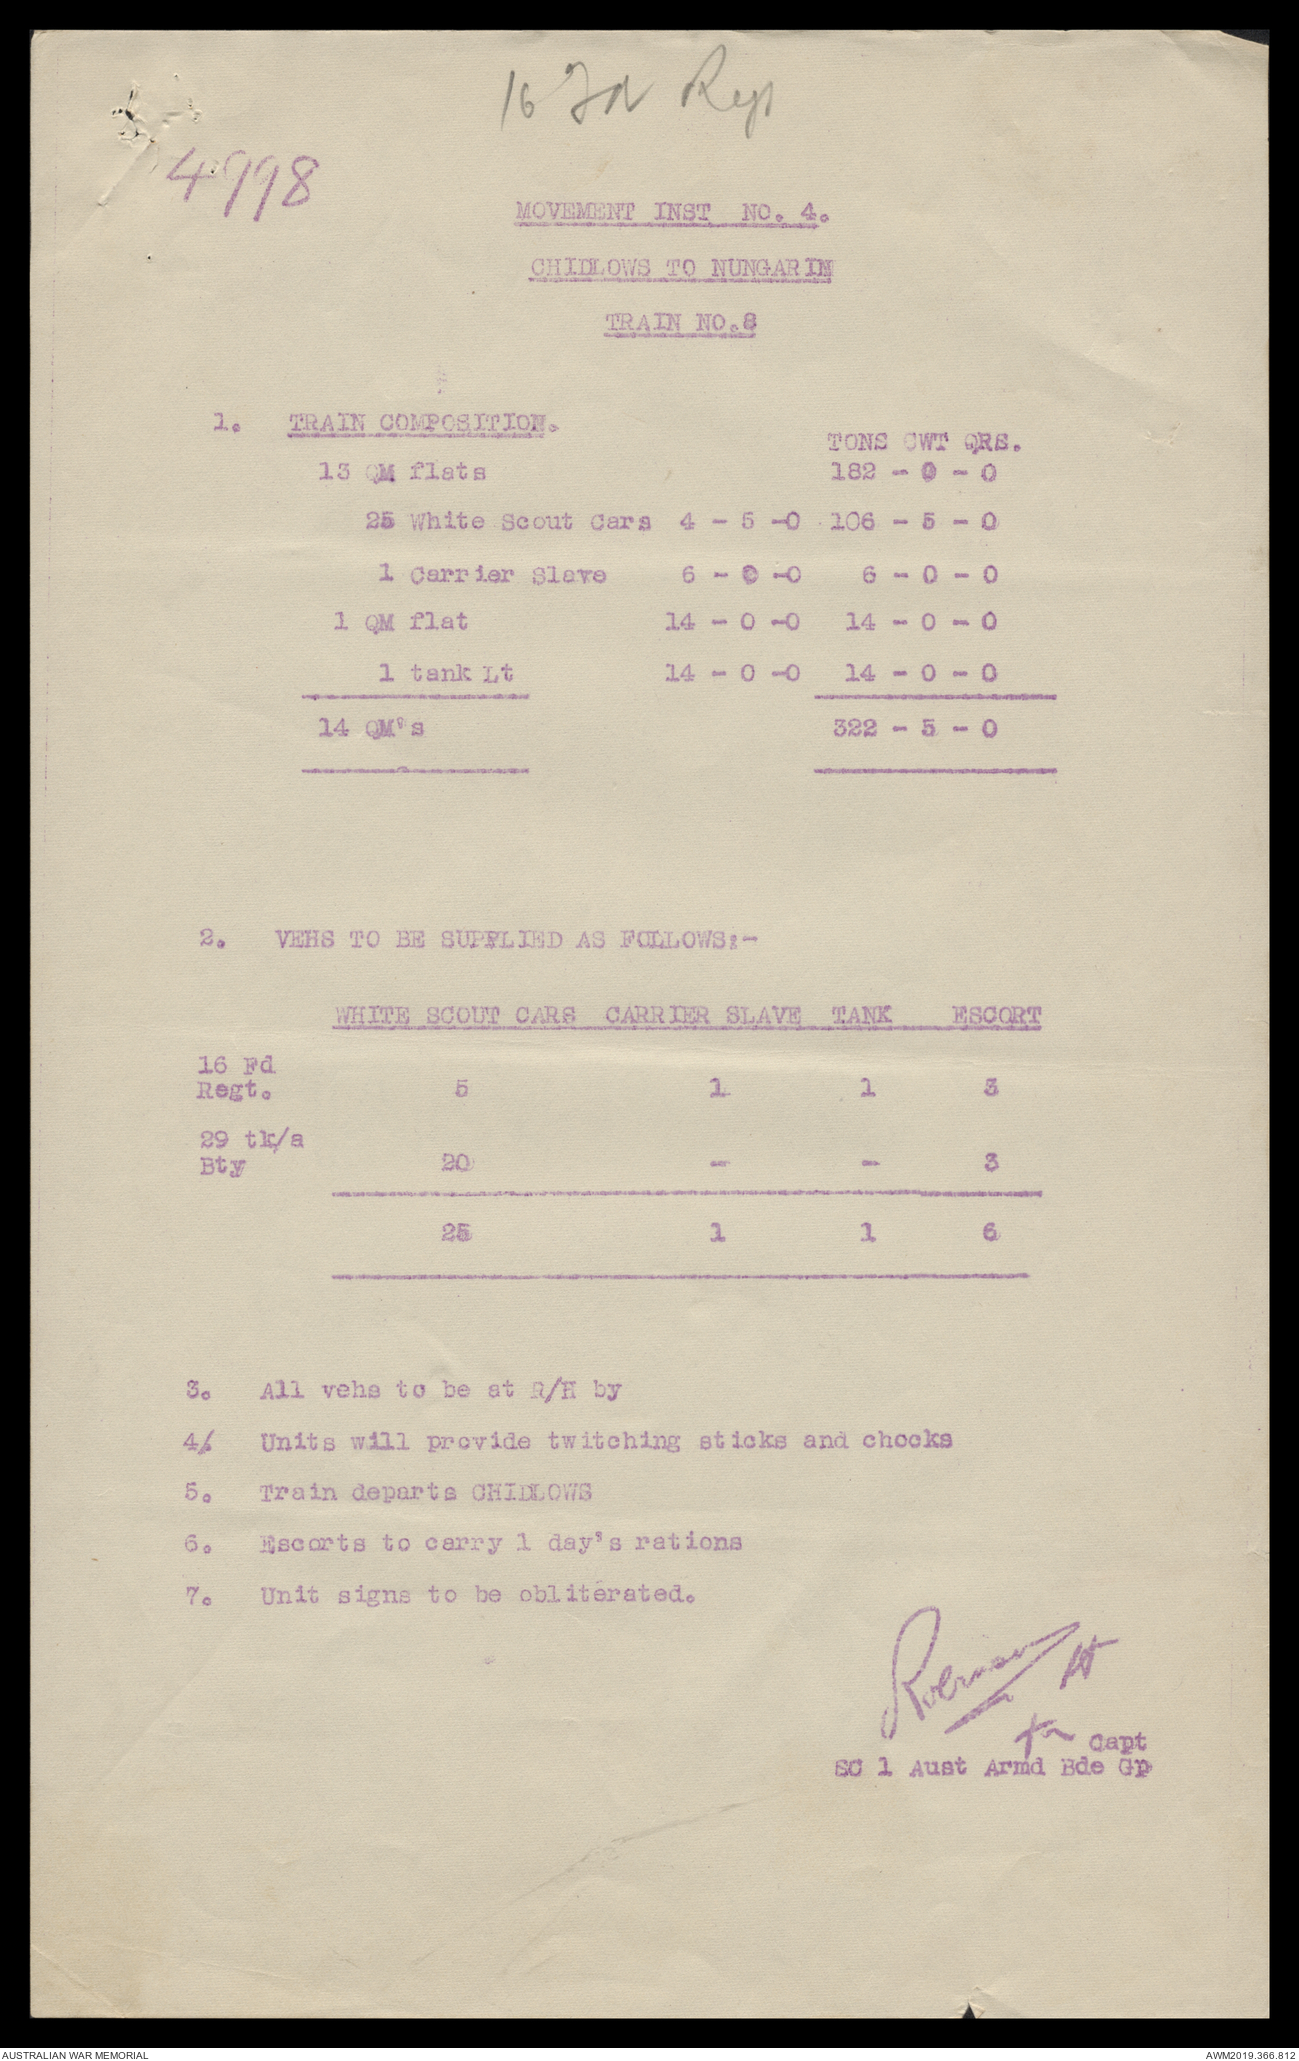 16 Fd Regt
4998
MOVEMENT INST NO. 4.
CHIDLOWS TO NUNGARIN
TRAIN NO.8
1. TRAIN COMPOSITION.
TONS CWT QRS.
13 QM flats 182 - 0 - 0
25 White Scout Cars 4 - 5 -0 106 - 5 - 0
1 Carrier Slave 6 - 0 -0 6 - 0 - 0
1 QM flat 14 - 0 -0 14 - 0 - 0
1 tank Lt 14 - 0 -0 14 - 0 - 0
14 QM's 322 - 5 - 0
2. VEHS TO BE SUPPLIED AS FOLLOWS:-
WHITE SCOUT CARS CARRIER SLAVE TANK ESCORT
16 Fd
Regt. 5 1 1 3
29 tk/a
Bty 20 - - 3
25 1 1 6
3. All vehs to be at R/H by
4/. Units will provide twitching sticks and chocks
5. Train departs CHIDLOWS
6. Escorts to carry 1 day's rations
7. Unit signs to be obliterated.
Lt
for Capt
SC 1 Aust Armd Bde Gp
AUSTRALIAN WAR MEMORIAL AWM2019.366.812